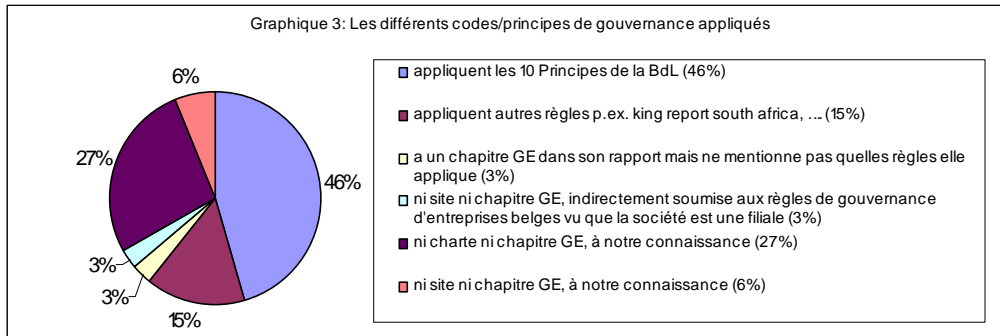 Graphique 3: Les différents codes/principes de gouvernance appliqués
6%
27%
46%
3%
3%
15%
appliquent les 10 Principes de la BdL (46%)
appliquent autres règles p.ex. king report south africa, ... (15%)
a un chapitre GE dans son rapport mais ne mentionne pas quelles règles elle
applique (3%)
ni site ni chapitre GE, indirectement soumise aux règles de gouvernance
d'entreprises belges vu que la société est une filiale (3%)
ni charte ni chapitre GE, à notre connaissance (27%)
ni site ni chapitre GE, à notre connaissance (6%)